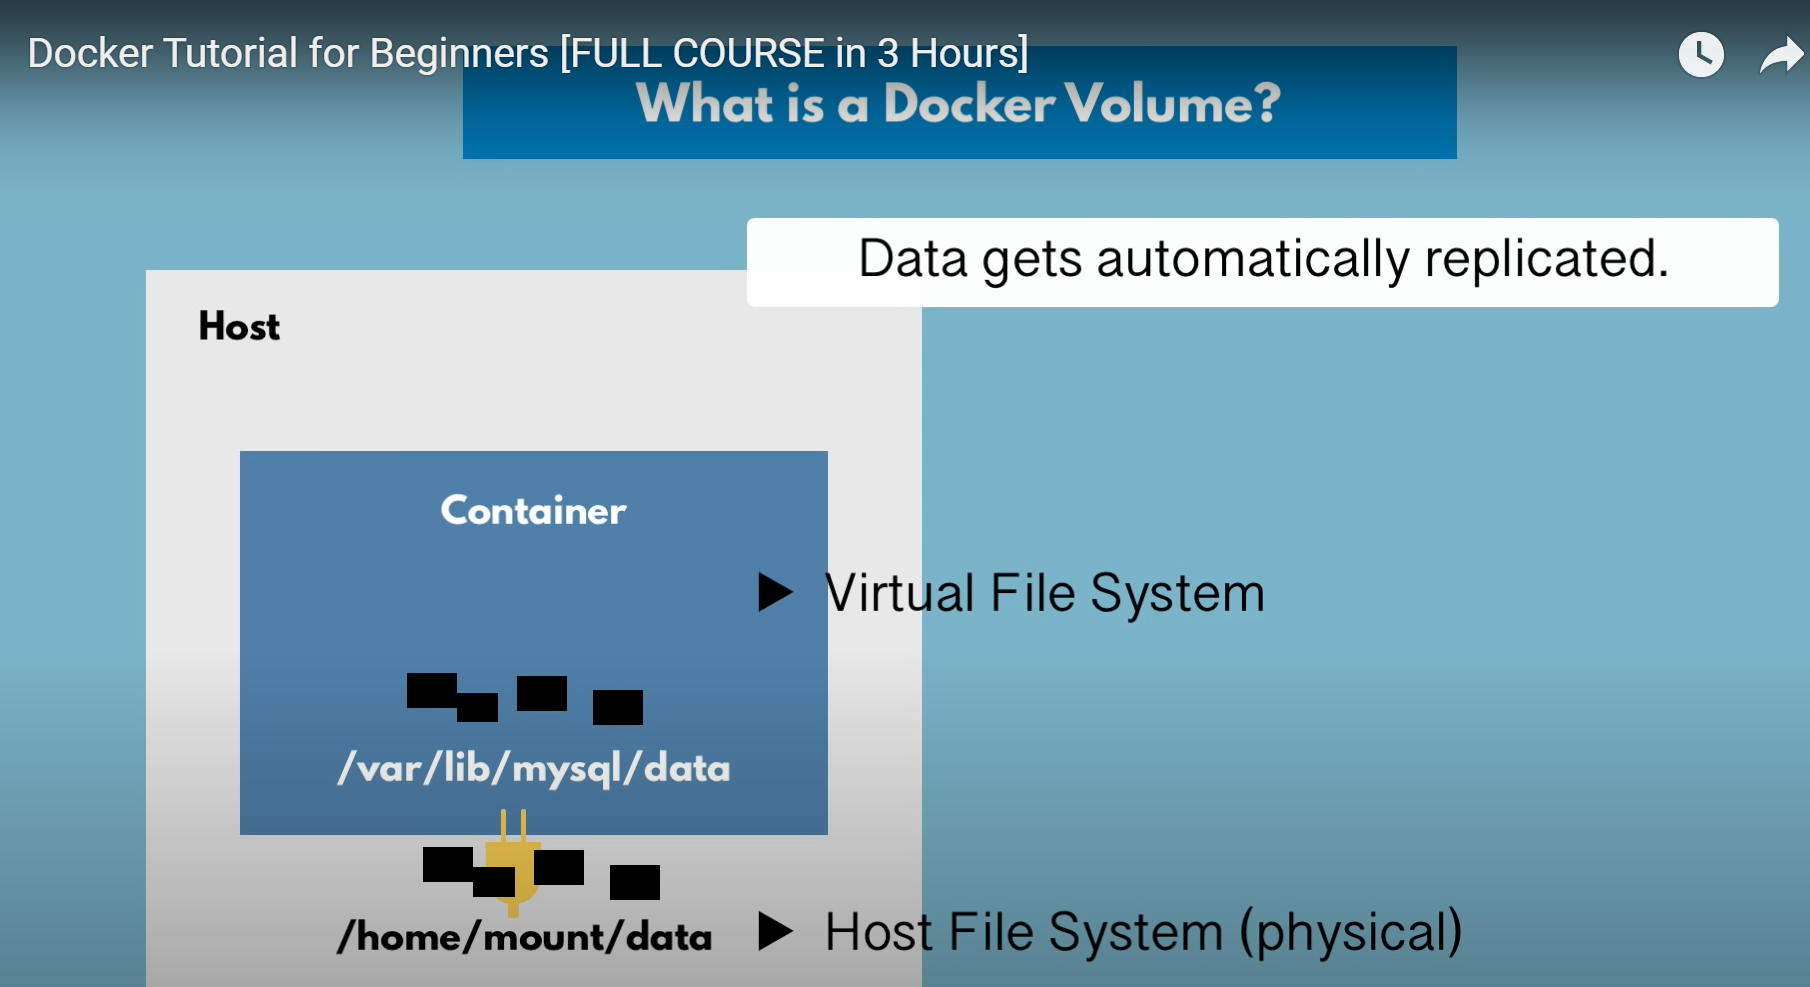 Docker Tutorial for Beginners [FULL COURSE in 3 Hours]
What is a Docker Volume?
Data gets automatically replicated.
Host
Container
Virtual File System
/var/lib/mysql/data
/home/mount/data
Host File System (physical)